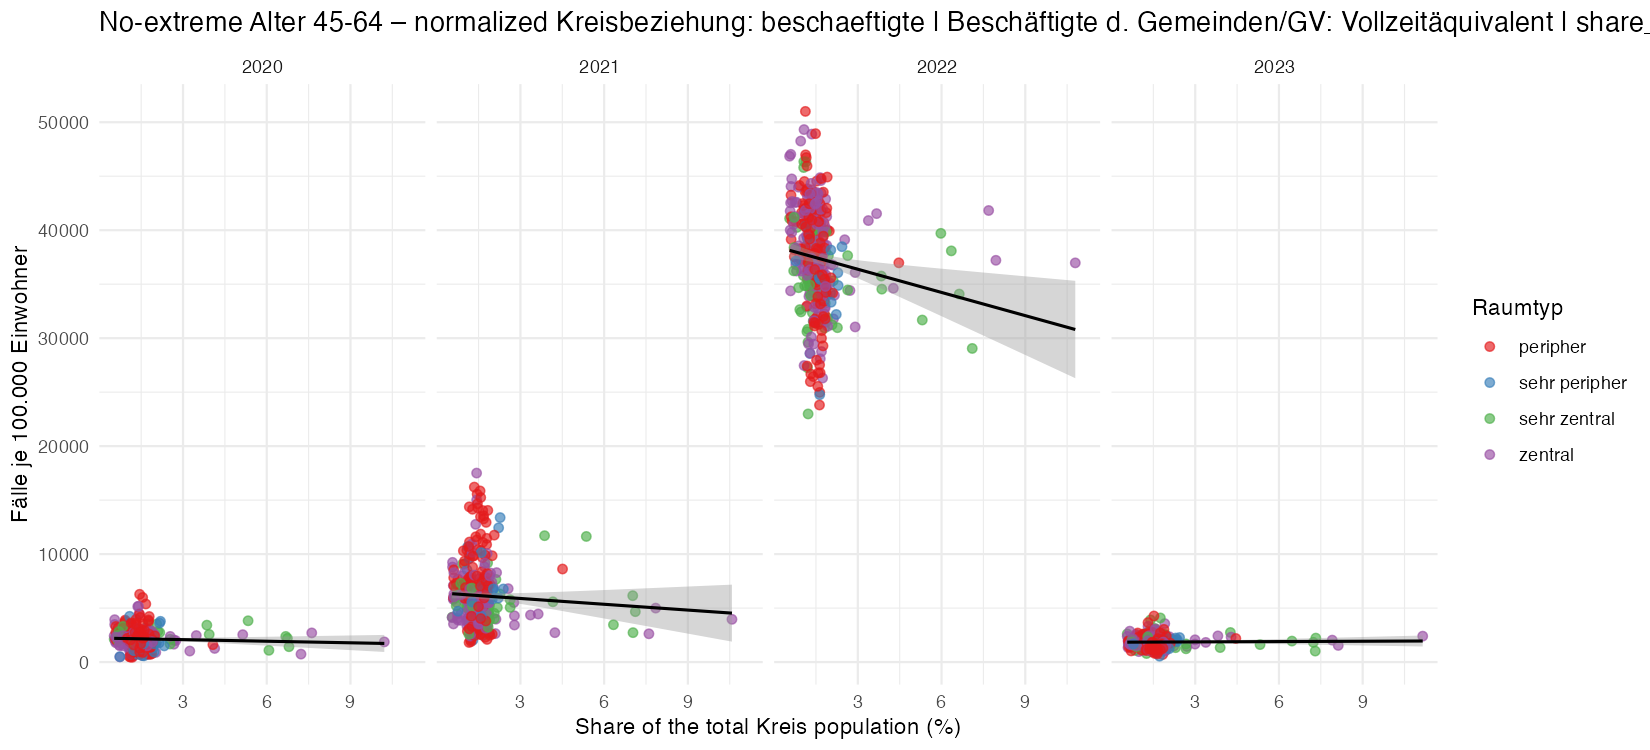 No-extreme Alter 45-64 – normalized Kreisbeziehung: beschaeftigte | Beschäftigte d. Gemeinden/GV: Vollzeitäquivalent | share_
2020 2021 2022 2023
50000
40000
30000
20000
10000
0
Fälle je 100.000 Einwohner
3 6 9 3 6 9 3 6 9 3 6 9
Share of the total Kreis population (%)
Raumtyp
peripher
sehr peripher
sehr zentral
zentral